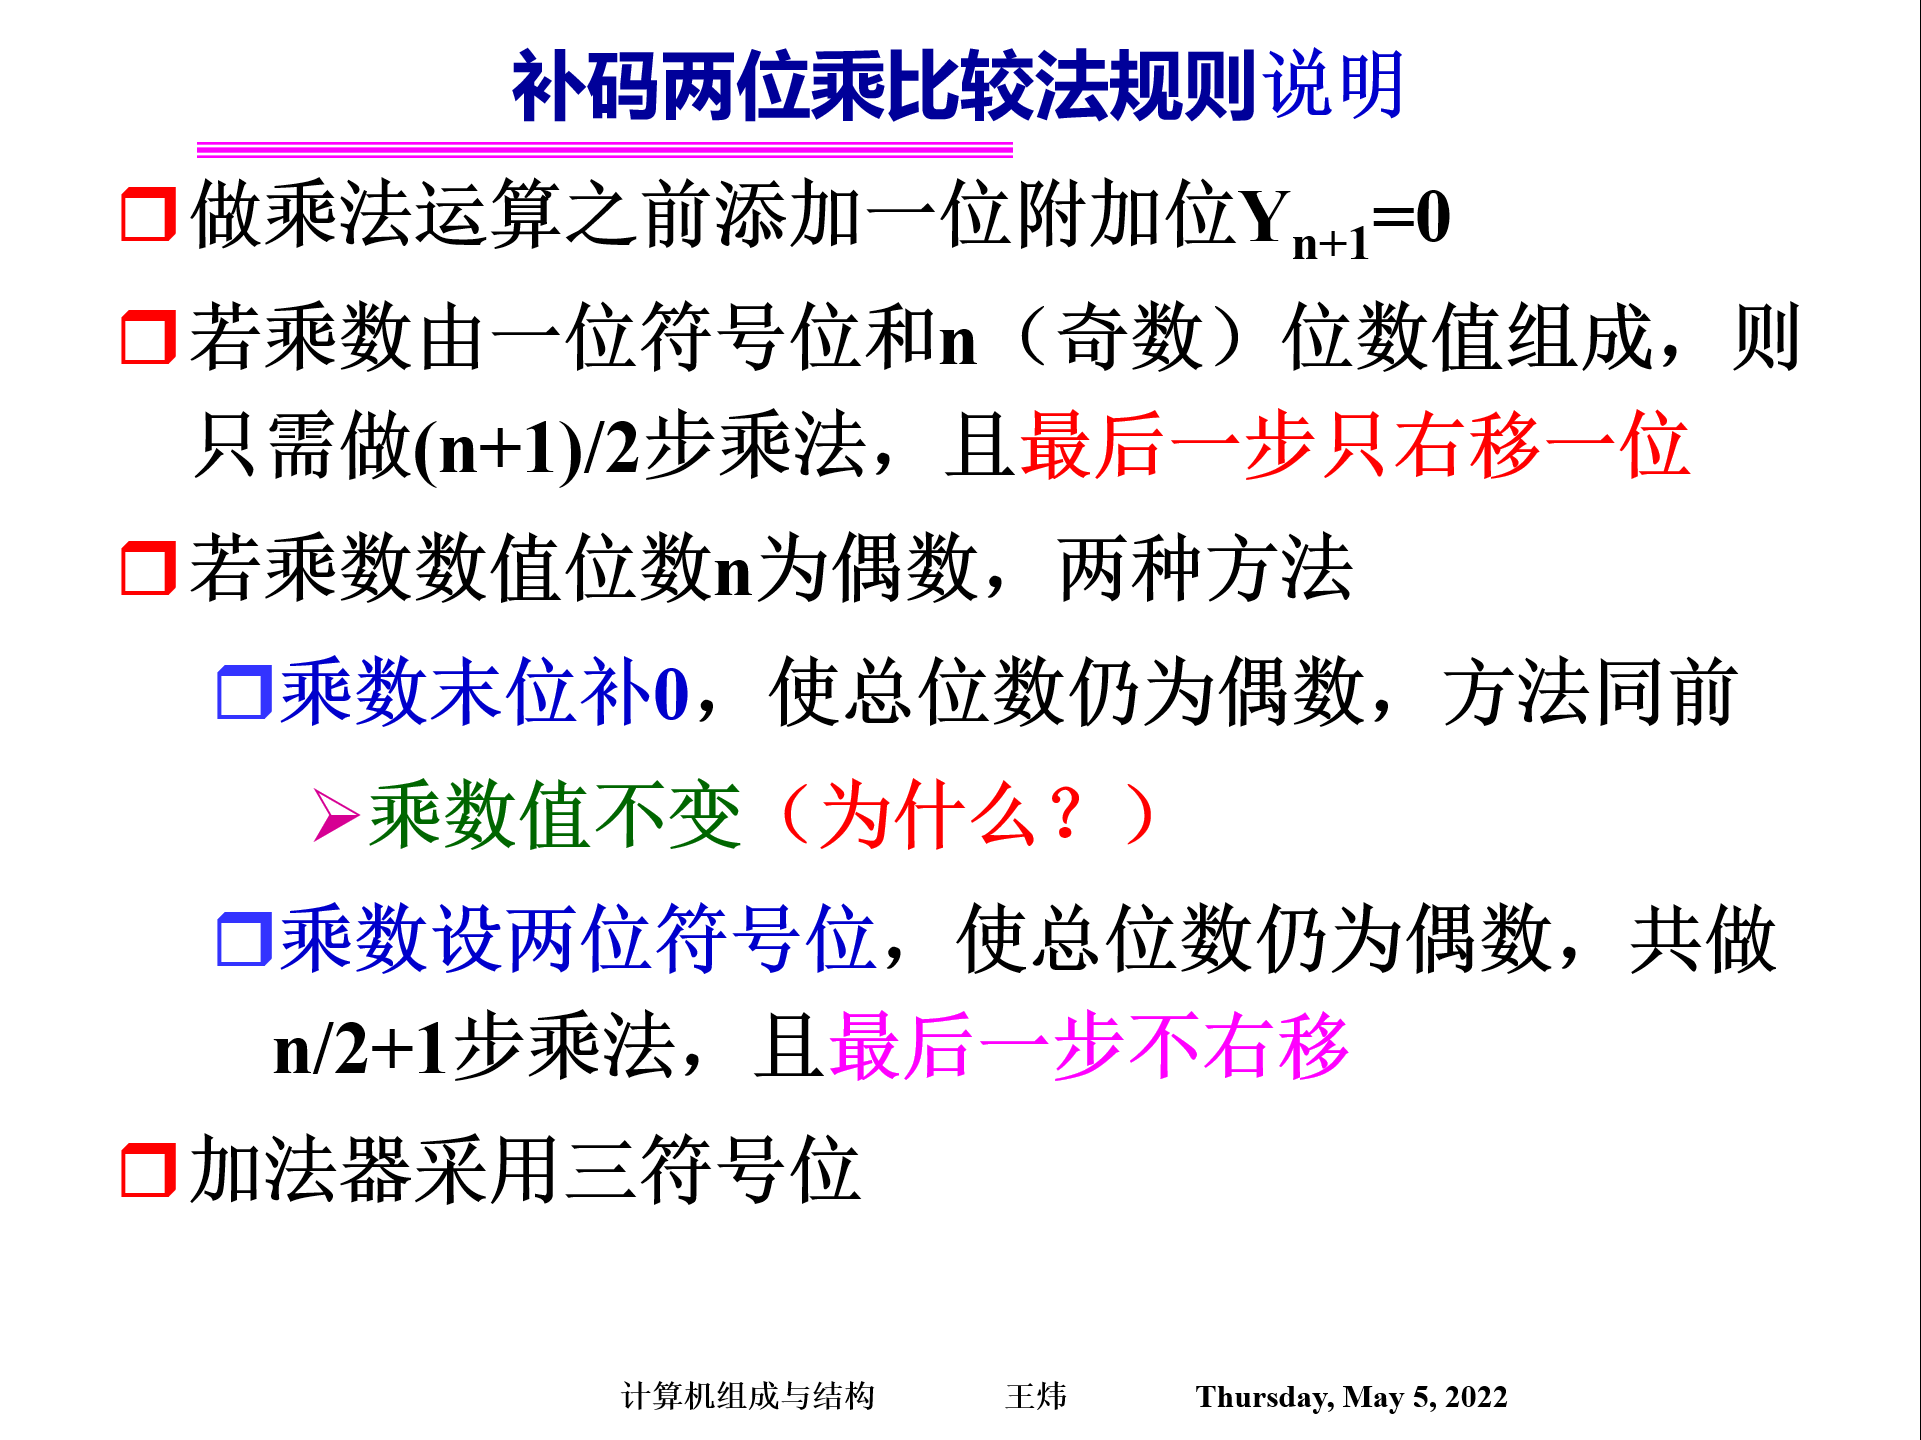 补码两位乘比较法规则说明
做乘法运算之前添加一位附加位Yn+1=0
若乘数由一位符号位和n（奇数）位数值组成，则
只需做(n+1)/2步乘法，且最后一步只右移一位
若乘数数值位数n为偶数，两种方法
乘数末位补0，使总位数仍为偶数，方法同前
乘数值不变（为什么？）
乘数设两位符号位，使总位数仍为偶数，共做
n/2+1步乘法，且最后一步不右移
加法器采用三符号位
计算机组成与结构 王炜 Thursday, May 5, 2022